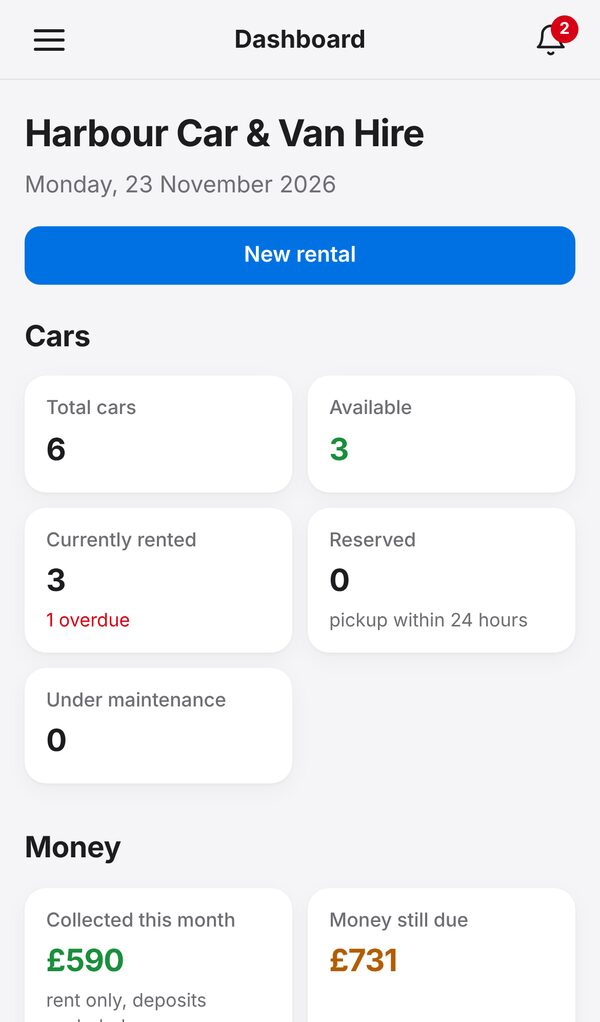 Dashboard
2
Harbour Car & Van Hire
Monday, 23 November 2026
New rental
Cars
Total cars
6
Available
3
Currently rented
3
1 overdue
Reserved
0
pickup within 24 hours
Under maintenance
0
Money
Collected this month
£590
rent only, deposits
Money still due
£731